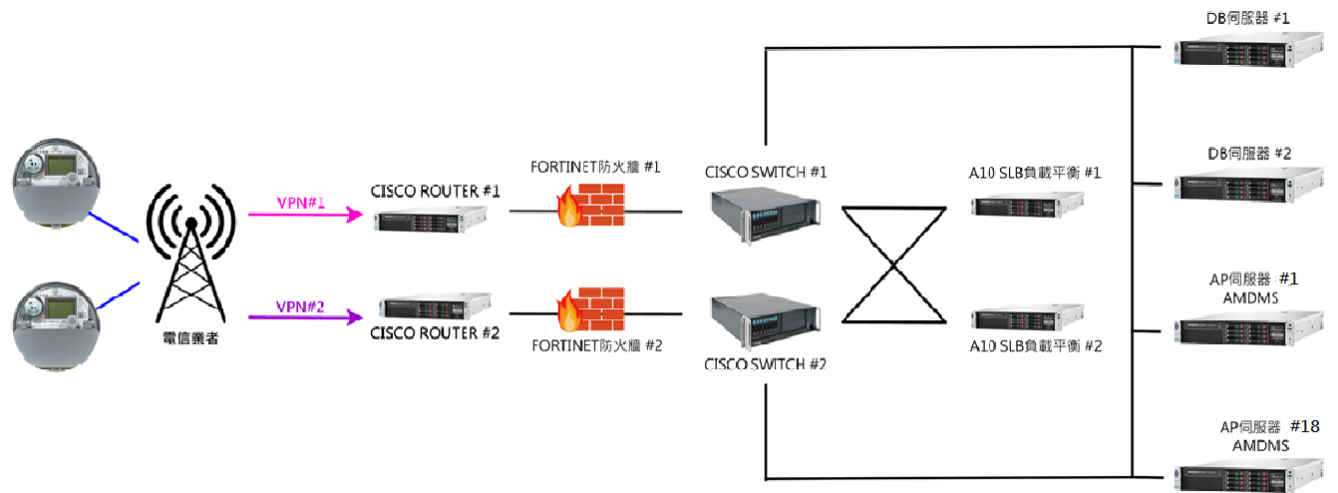 DB伺服器 #1
DB伺服器 #2
FORTINET防火牆 #1
CISCO SWITCH #1
A10 SLB負載平衡 #1
CISCO ROUTER #1
VPN#1
AP伺服器 #1
AMDMS
VPN#2
電信業者
CISCO ROUTER #2
FORTINET防火牆 #2
A10 SLB負載平衡 #2
CISCO SWITCH #2
AP伺服器 #18
AMDMS